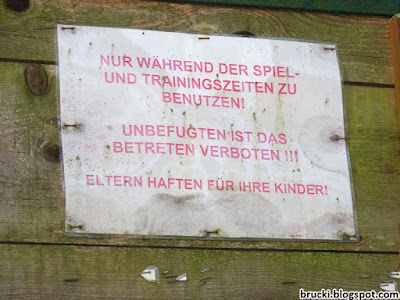 NUR WÄHREND DER SPIEL-
UND TRAININGSZEITEN ZU
BENUTZEN!
UNBEFUGTEN IST DAS
BETRETEN VERBOTEN !!!
ELTERN HAFTEN FÜR IHRE KINDER!
brucki.blogspot.com